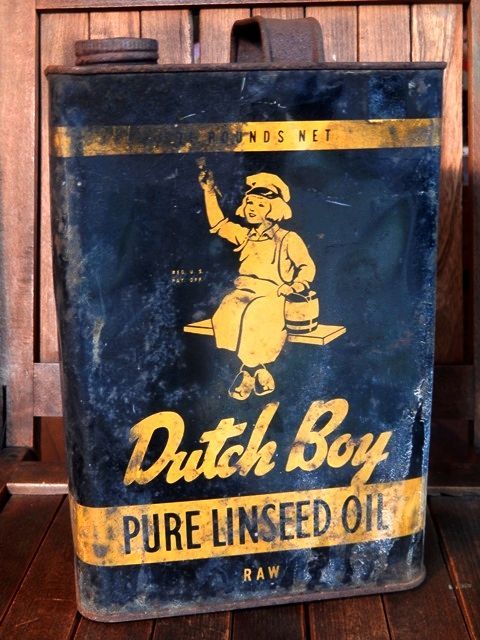 POUNDS NET
REG. U.S.
PAT. OFF.
Dutch Boy
PURE LINSEED OIL
RAW